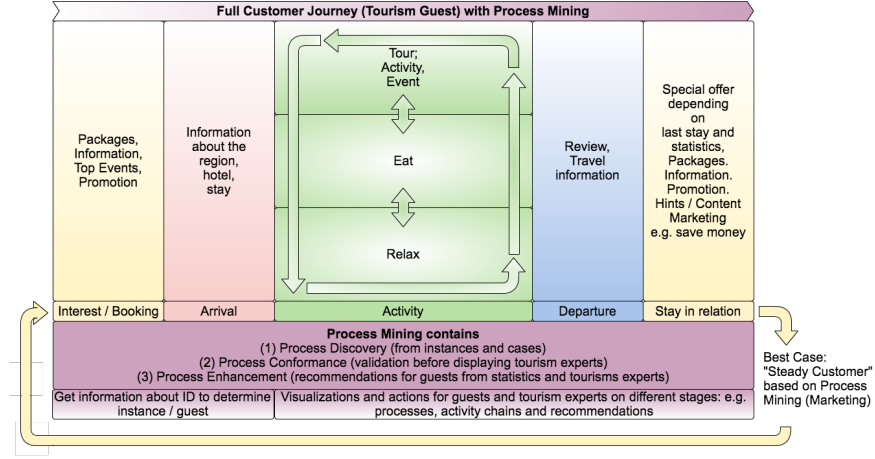 Full Customer Journey (Tourism Guest) with Process Mining
Packages,
Information,
Top Events,
Promotion
Information
about the
region,
hotel,
stay
Tour;
Activity,
Event
Eat
Relax
Review,
Travel
information
Special offer
depending
on
last stay and
statistics,
Packages.
Information.
Promotion.
Hints / Content
Marketing
e.g. save money
Interest / Booking
Arrival
Activity
Departure
Stay in relation
Process Mining contains
(1) Process Discovery (from instances and cases)
(2) Process Conformance (validation before displaying tourism experts)
(3) Process Enhancement (recommendations for guests from statistics and tourisms experts)
Get information about ID to determine
instance / guest
Visualizations and actions for guests and tourism experts on different stages: e.g.
processes, activity chains and recommendations
Best Case:
"Steady Customer"
based on Process
Mining (Marketing)